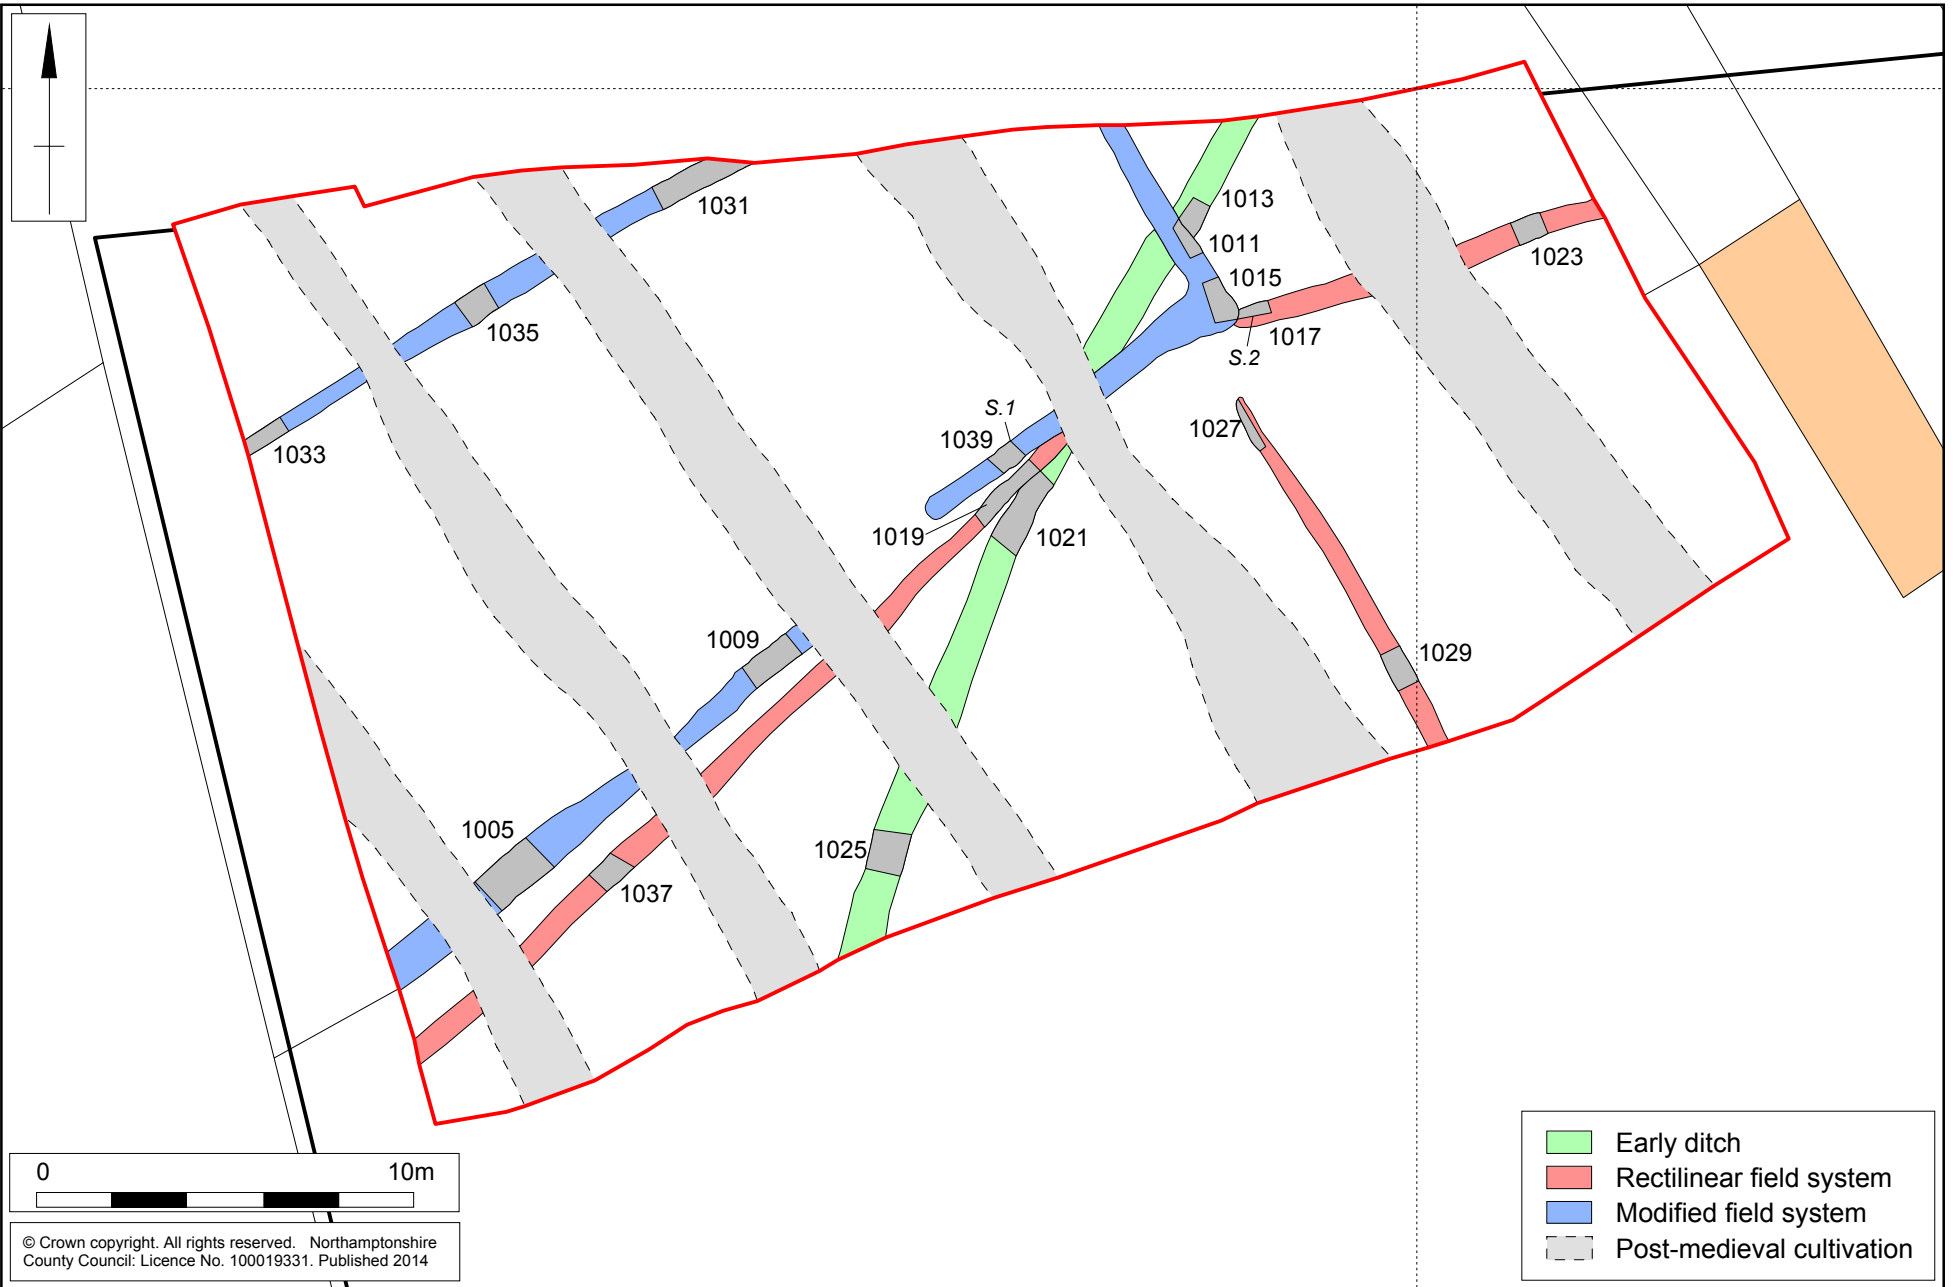 1013
1031
1011
1023
1015
1035
1017
S.2
S.1
1027
1039
1033
1019
1021
1009
1029
1005
1025
1037
0 10m
Early ditch
Rectilinear field system
Modified field system
Post-medieval cultivation
© Crown copyright. All rights reserved. Northamptonshire
County Council: Licence No. 100019331. Published 2014